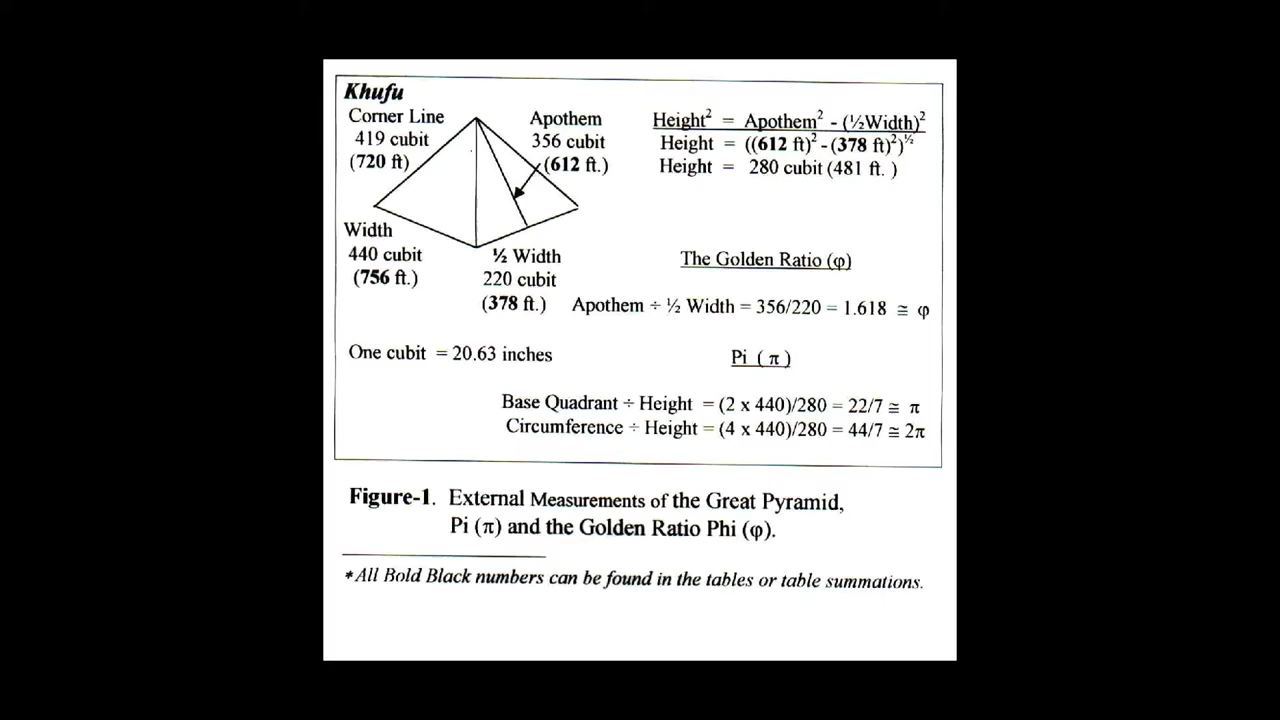 Khufu
Corner Line
419 cubit
(720 ft)
Apothem
356 cubit
(612 ft.)
Height² = Apothem² - (½Width)²
Height = ((612 ft)² - (378 ft)²)^½
Height = 280 cubit (481 ft. )
Width
440 cubit
(756 ft.)
½ Width
220 cubit
(378 ft.)
The Golden Ratio (φ)
Apothem ÷ ½ Width = 356/220 = 1.618 ≅ φ
One cubit = 20.63 inches
Pi ( π )
Base Quadrant ÷ Height = (2 x 440)/280 = 22/7 ≅ π
Circumference ÷ Height = (4 x 440)/280 = 44/7 ≅ 2π
Figure-1. External Measurements of the Great Pyramid,
Pi (π) and the Golden Ratio Phi (φ).
*All Bold Black numbers can be found in the tables or table summations.